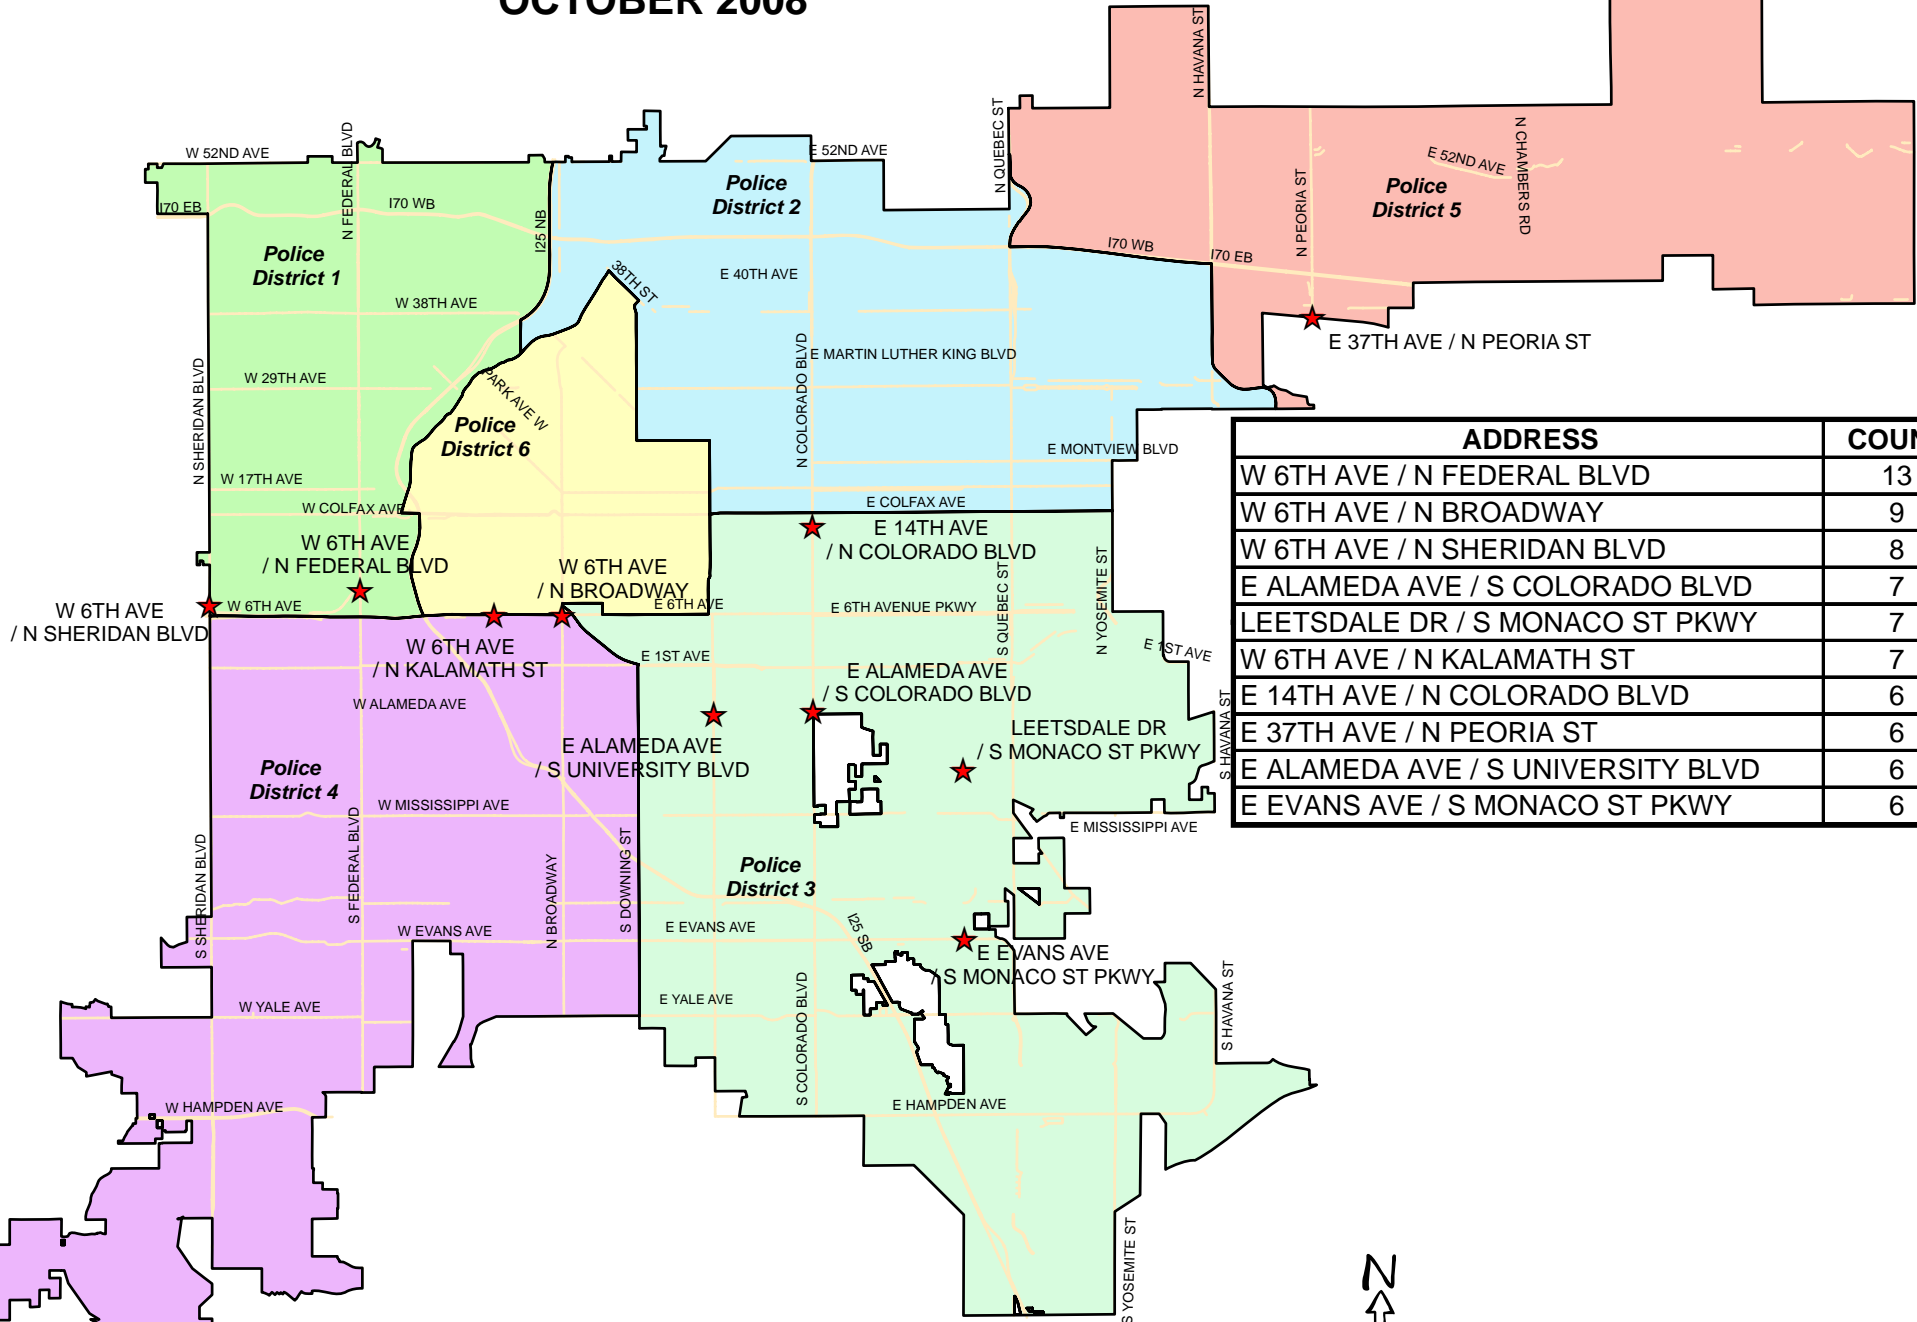 OCTOBER 2008
N HAVANA ST
N QUEBEC ST
N CHAMBERS RD
N FEDERAL BLVD
W 52ND AVE
E 52ND AVE
E 52ND AVE
Police
District 2
Police
District 5
N PEORIA ST
I70 EB
I70 WB
I25 NB
Police
District 1
38TH ST
E 40TH AVE
I70 WB
I70 EB
W 38TH AVE
E 37TH AVE / N PEORIA ST
N COLORADO BLVD
E MARTIN LUTHER KING BLVD
N SHERIDAN BLVD
W 29TH AVE
PARK AVE W
Police
District 6
E MONTVIEW BLVD
W 17TH AVE
W COLFAX AVE
E COLFAX AVE
E 14TH AVE
/ N COLORADO BLVD
W 6TH AVE
/ N FEDERAL BLVD
W 6TH AVE
/ N BROADWAY
S QUEBEC ST
N YOSEMITE ST
W 6TH AVE
/ N SHERIDAN BLVD
W 6TH AVE
E 6TH AVE
E 6TH AVENUE PKWY
W 6TH AVE
/ N KALAMATH ST
E 1ST AVE
E 1ST AVE
E ALAMEDA AVE
/ S COLORADO BLVD
W ALAMEDA AVE
LEETSDALE DR
/ S MONACO ST PKWY
S HAVANA ST
E ALAMEDA AVE
/ S UNIVERSITY BLVD
Police
District 4
W MISSISSIPPI AVE
E MISSISSIPPI AVE
S SHERIDAN BLVD
S FEDERAL BLVD
N BROADWAY
S DOWNING ST
Police
District 3
W EVANS AVE
E EVANS AVE
I25 SB
E EVANS AVE
/ S MONACO ST PKWY
W YALE AVE
E YALE AVE
S COLORADO BLVD
S HAVANA ST
W HAMPDEN AVE
E HAMPDEN AVE
S YOSEMITE ST
N
ADDRESS COUN
W 6TH AVE / N FEDERAL BLVD 13
W 6TH AVE / N BROADWAY 9
W 6TH AVE / N SHERIDAN BLVD 8
E ALAMEDA AVE / S COLORADO BLVD 7
LEETSDALE DR / S MONACO ST PKWY 7
W 6TH AVE / N KALAMATH ST 7
E 14TH AVE / N COLORADO BLVD 6
E 37TH AVE / N PEORIA ST 6
E ALAMEDA AVE / S UNIVERSITY BLVD 6
E EVANS AVE / S MONACO ST PKWY 6